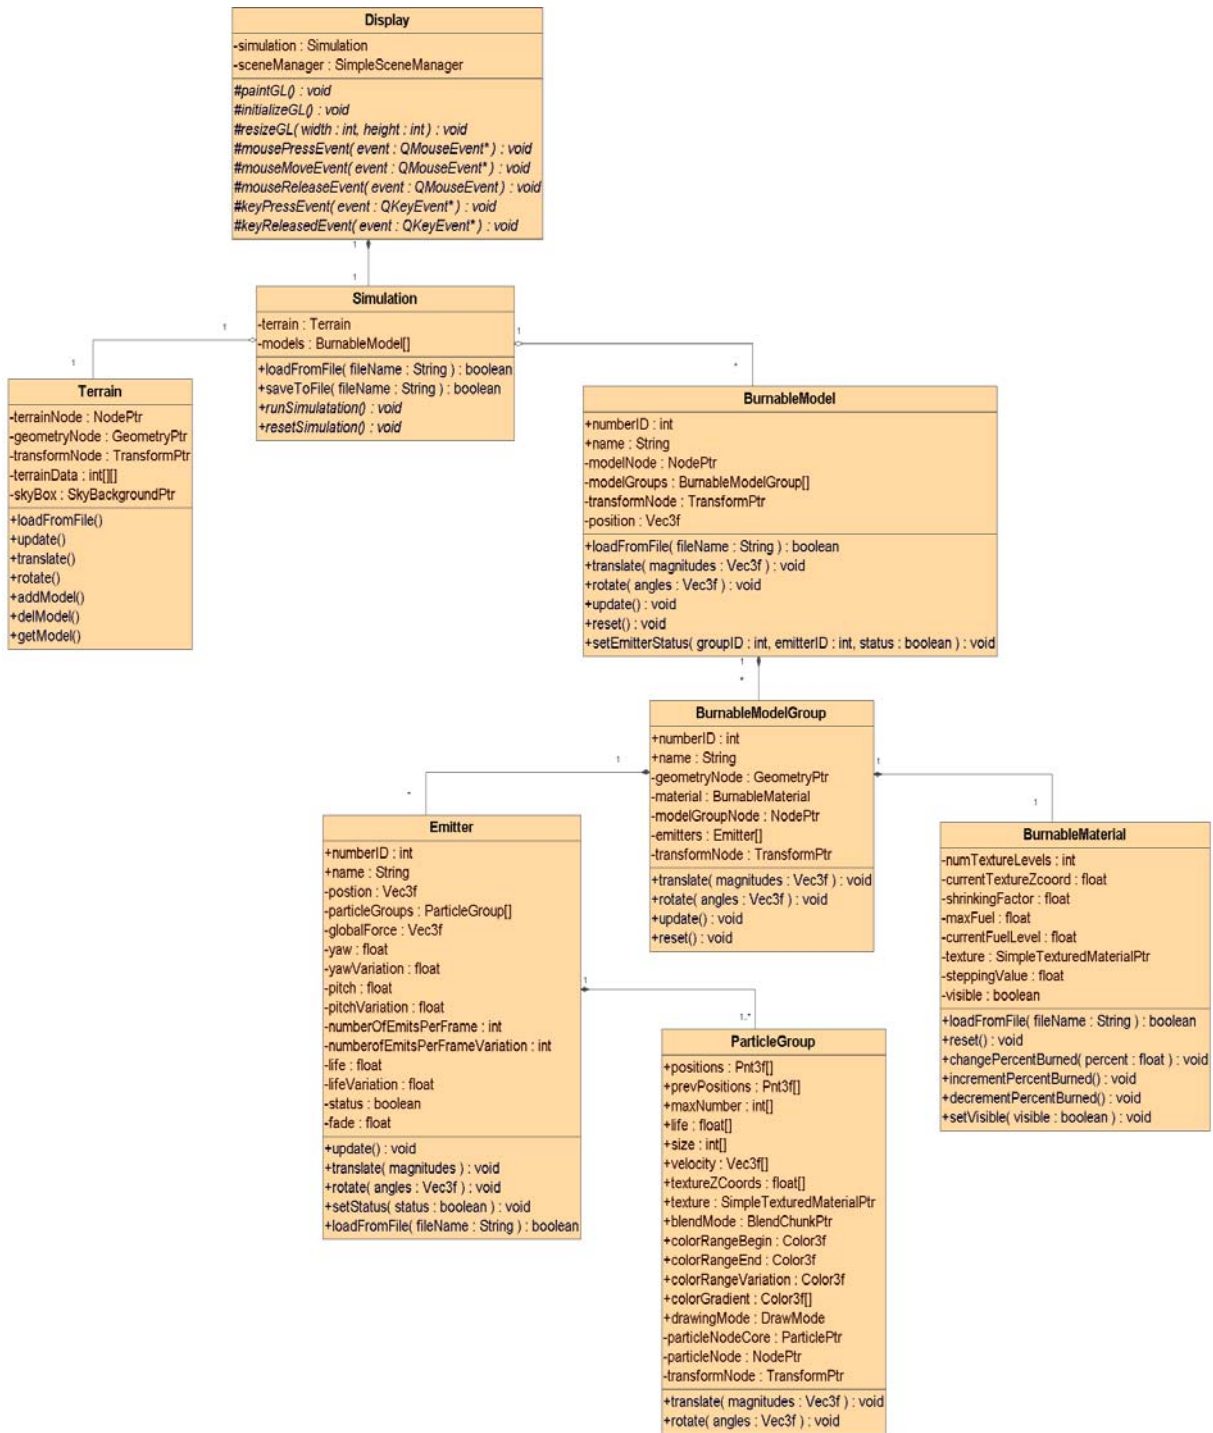 Display
-simulation : Simulation
-sceneManager : SimpleSceneManager
#paintGL() : void
#initializeGL() : void
#resizeGL( width : int, height : int ) : void
#mousePressEvent( event : QMouseEvent* ) : void
#mouseMoveEvent( event : QMouseEvent* ) : void
#mouseReleaseEvent( event : QMouseEvent ) : void
#keyPressEvent( event : QKeyEvent* ) : void
#keyReleasedEvent( event : QKeyEvent* ) : void
1
1
Simulation
-terrain : Terrain
-models : BurnableModel[]
+loadFromFile( fileName : String ) : boolean
+saveToFile( fileName : String ) : boolean
+runSimulatation() : void
+resetSimulation() : void
1
1
1
*
Terrain
-terrainNode : NodePtr
-geometryNode : GeometryPtr
-transformNode : TransformPtr
-terrainData : int[][]
-skyBox : SkyBackgroundPtr
+loadFromFile()
+update()
+translate()
+rotate()
+addModel()
+delModel()
+getModel()
BurnableModel
+numberID : int
+name : String
-modelNode : NodePtr
-modelGroups : BurnableModelGroup[]
-transformNode : TransformPtr
-position : Vec3f
+loadFromFile( fileName : String ) : boolean
+translate( magnitudes : Vec3f ) : void
+rotate( angles : Vec3f ) : void
+update() : void
+reset() : void
+setEmitterStatus( groupID : int, emitterID : int, status : boolean ) : void
1
*
BurnableModelGroup
+numberID : int
+name : String
-geometryNode : GeometryPtr
-material : BurnableMaterial
-modelGroupNode : NodePtr
-emitters : Emitter[]
-transformNode : TransformPtr
+translate( magnitudes : Vec3f ) : void
+rotate( angles : Vec3f ) : void
+update() : void
+reset() : void
1
*
1
1
Emitter
+numberID : int
+name : String
-postion : Vec3f
-particleGroups : ParticleGroup[]
-globalForce : Vec3f
-yaw : float
-yawVariation : float
-pitch : float
-pitchVariation : float
-numberOfEmitsPerFrame : int
-numberofEmitsPerFrameVariation : int
-life : float
-lifeVariation : float
-status : boolean
-fade : float
+update() : void
+translate( magnitudes ) : void
+rotate( angles : Vec3f ) : void
+setStatus( status : boolean ) : void
+loadFromFile( fileName : String ) : boolean
1
1..*
BurnableMaterial
-numTextureLevels : int
-currentTextureZcoord : float
-shrinkingFactor : float
-maxFuel : float
-currentFuelLevel : float
-texture : SimpleTexturedMaterialPtr
-steppingValue : float
-visible : boolean
+loadFromFile( fileName : String ) : boolean
+reset() : void
+changePercentBurned( percent : float ) : void
+incrementPercentBurned() : void
+decrementPercentBurned() : void
+setVisible( visible : boolean ) : void
ParticleGroup
+positions : Pnt3f[]
+prevPositions : Pnt3f[]
+maxNumber : int[]
+life : float[]
+size : int[]
+velocity : Vec3f[]
+textureZCoords : float[]
+texture : SimpleTexturedMaterialPtr
+blendMode : BlendChunkPtr
+colorRangeBegin : Color3f
+colorRangeEnd : Color3f
+colorRangeVariation : Color3f
+colorGradient : Color3f[]
+drawingMode : DrawMode
-particleNodeCore : ParticlePtr
-particleNode : NodePtr
-transformNode : TransformPtr
+translate( magnitudes : Vec3f ) : void
+rotate( angles : Vec3f ) : void